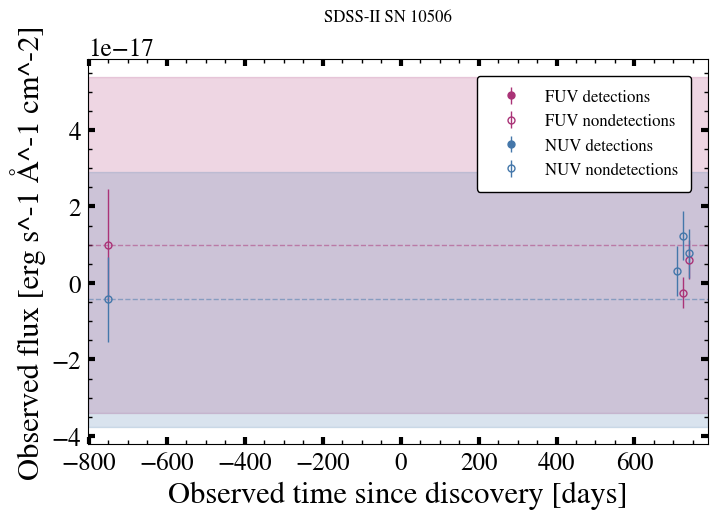 SDSS-II SN 10506
1e−17
FUV detections
FUV nondetections
NUV detections
NUV nondetections
4
2
0
−2
−4
Observed flux [erg s^-1 Å^-1 cm^-2]
−800 −600 −400 −200 0 200 400 600
Observed time since discovery [days]